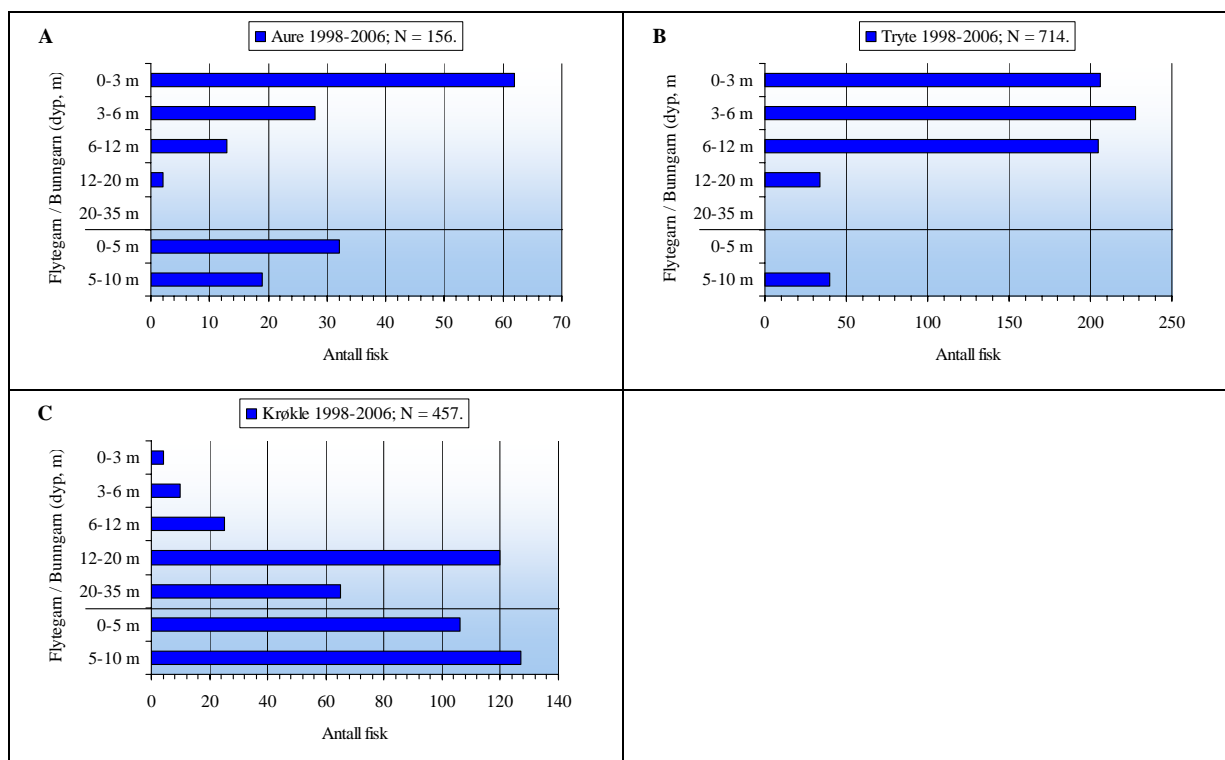 A
Aure 1998-2006; N = 156.
Flytegarn / Bunngarn (dyp, m)
0-3 m
3-6 m
6-12 m
12-20 m
20-35 m
0-5 m
5-10 m
0 10 20 30 40 50 60 70
Antall fisk
B
Tryte 1998-2006; N = 714.
Flytegarn / Bunngarn (dyp, m
0-3 m
3-6 m
6-12 m
12-20 m
20-35 m
0-5 m
5-10 m
0 50 100 150 200 250
Antall fisk
C
Krøkle 1998-2006; N = 457.
Flytegarn / Bunngarn (dyp, m)
0-3 m
3-6 m
6-12 m
12-20 m
20-35 m
0-5 m
5-10 m
0 20 40 60 80 100 120 140
Antall fisk